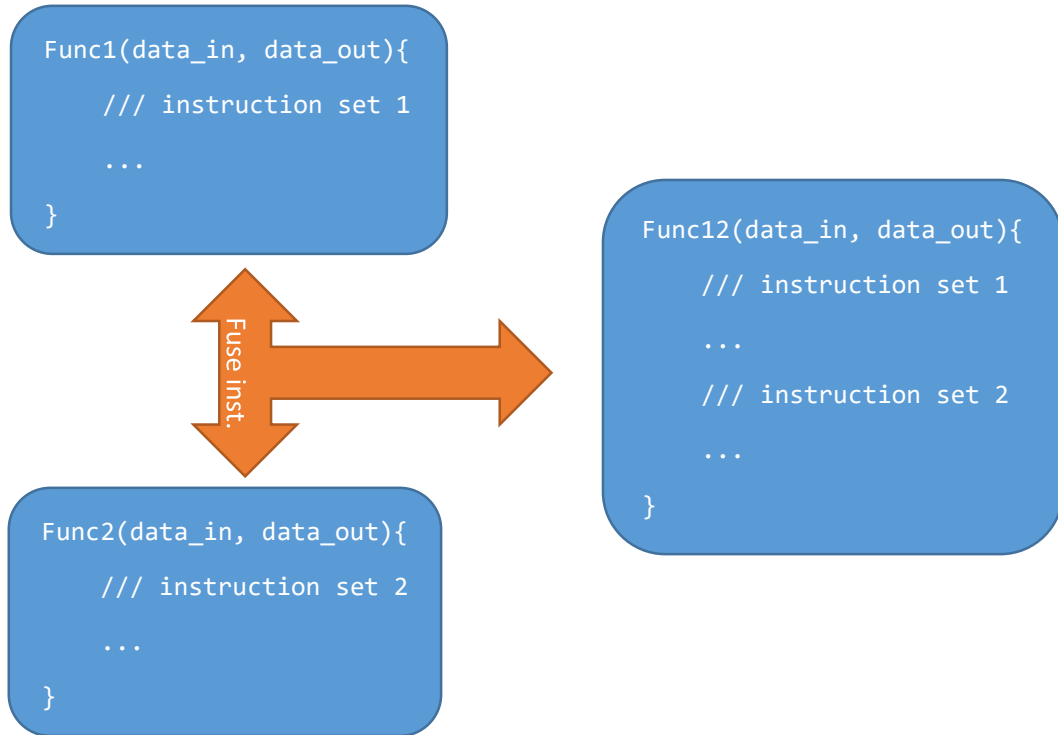 Func1(data_in, data_out){
/// instruction set 1
...
}
Fuse inst.
Func2(data_in, data_out){
/// instruction set 2
...
}
Func12(data_in, data_out){
/// instruction set 1
...
/// instruction set 2
...
}